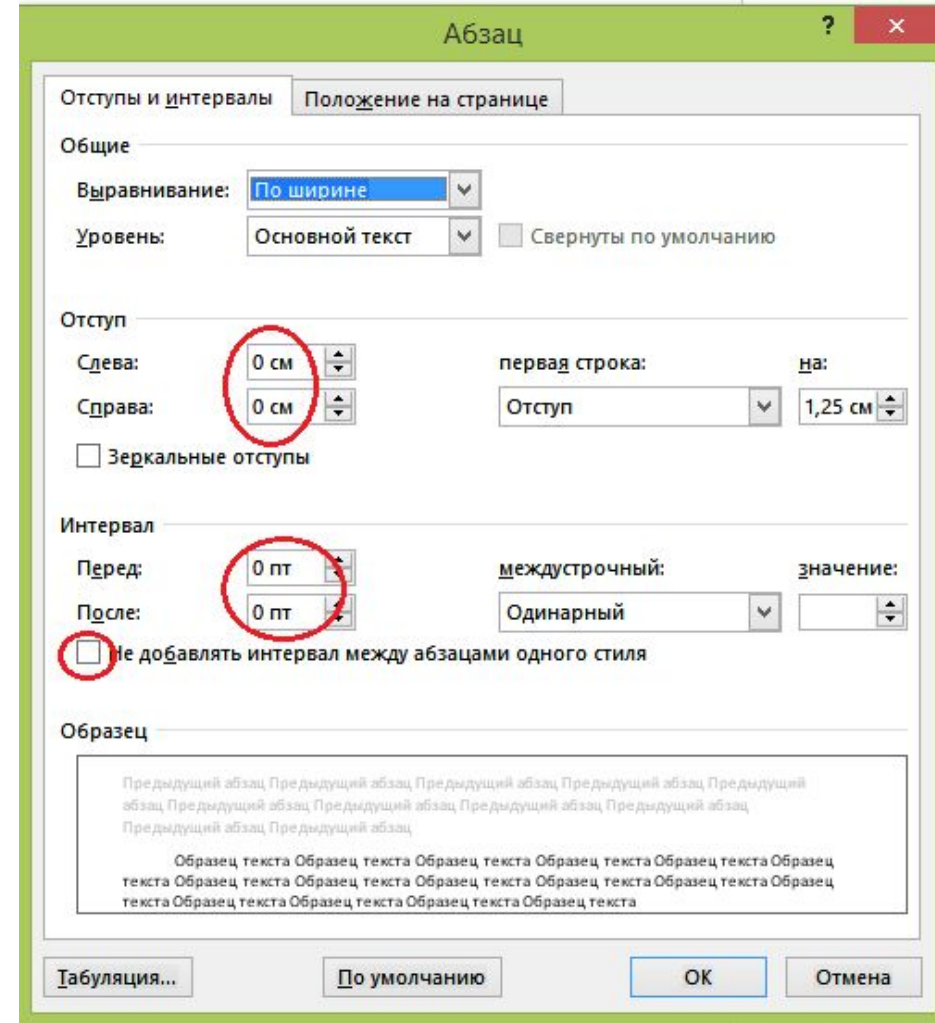 Абзац
?
Отступы и интервалы Положение на странице
Общие
Выравнивание: По ширине
Уровень: Основной текст Свернуты по умолчанию
Отступ
Слева: 0 см первая строка: на:
Справа: 0 см Отступ 1,25 см
Зеркальные отступы
Интервал
Перед: 0 пт междустрочный: значение:
После: 0 пт Одинарный
Не добавлять интервал между абзацами одного стиля
Образец
Предыдущий абзац Предыдущий абзац Предыдущий абзац Предыдущий абзац Предыдущий
абзац Предыдущий абзац Предыдущий абзац Предыдущий абзац Предыдущий абзац
Предыдущий абзац Предыдущий абзац
Образец текста Образец текста Образец текста Образец текста Образец текста Образец
текста Образец текста Образец текста Образец текста Образец текста Образец текста Образец
текста Образец текста Образец текста Образец текста
Табуляция... По умолчанию ОК Отмена